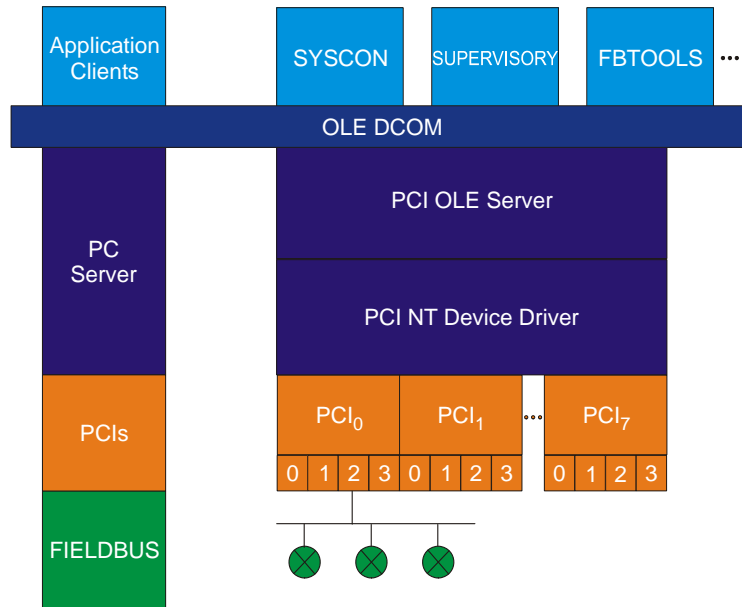 Application
Clients
SYSCON
SUPERVISORY
FBTOOLS
...
OLE DCOM
PC
Server
PCI OLE Server
PCI NT Device Driver
PCIs
PCI₀
PCI₁
...
PCI₇
0 1 2 3 0 1 2 3 0 1 2 3
FIELDBUS